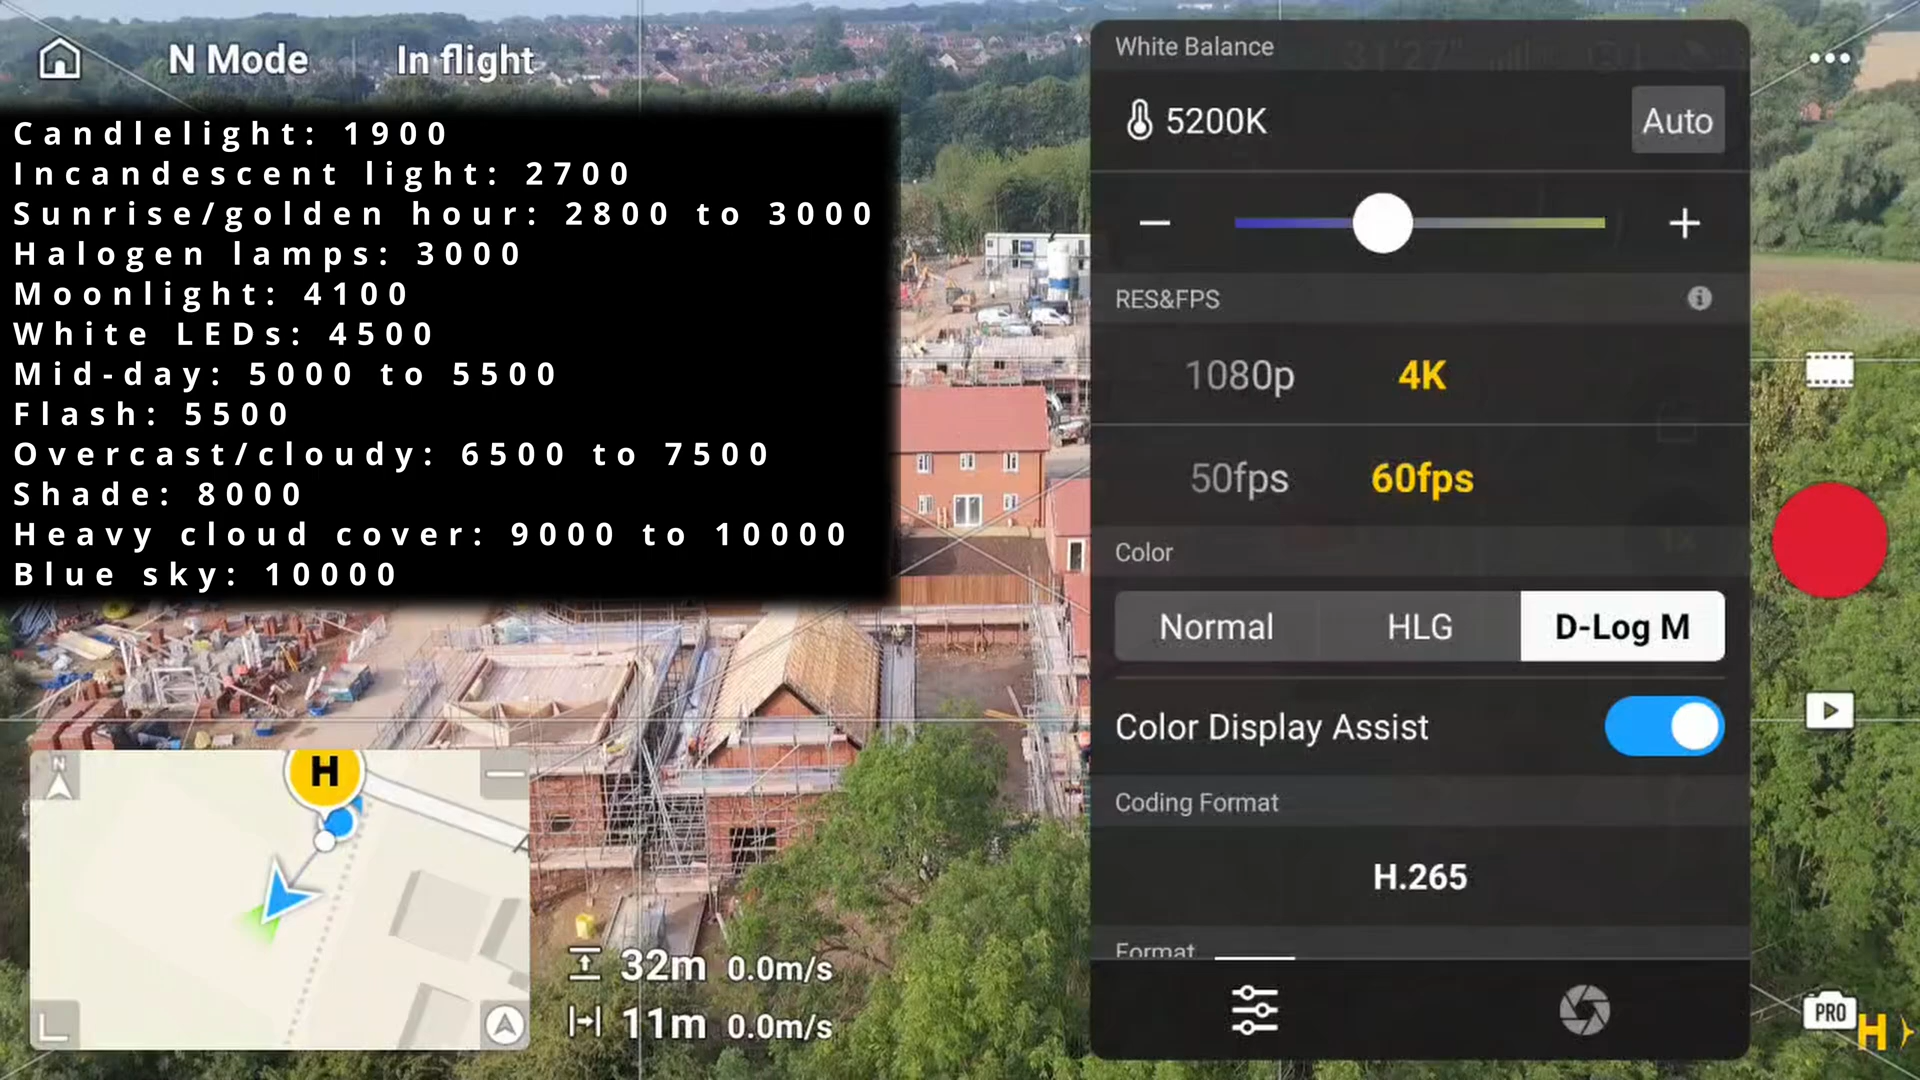 N Mode
In flight
Candlelight: 1900
Incandescent light: 2700
Sunrise/golden hour: 2800 to 3000
Halogen lamps: 3000
Moonlight: 4100
White LEDs: 4500
Mid-day: 5000 to 5500
Flash: 5500
Overcast/cloudy: 6500 to 7500
Shade: 8000
Heavy cloud cover: 9000 to 10000
Blue sky: 10000
N
H
32m 0.0m/s
11m 0.0m/s
White Balance
31'27"
5200K
Auto
RES&FPS
1080p 4K
50fps 60fps
Color
Normal HLG D-Log M
Color Display Assist
Coding Format
H.265
Format
PRO
H